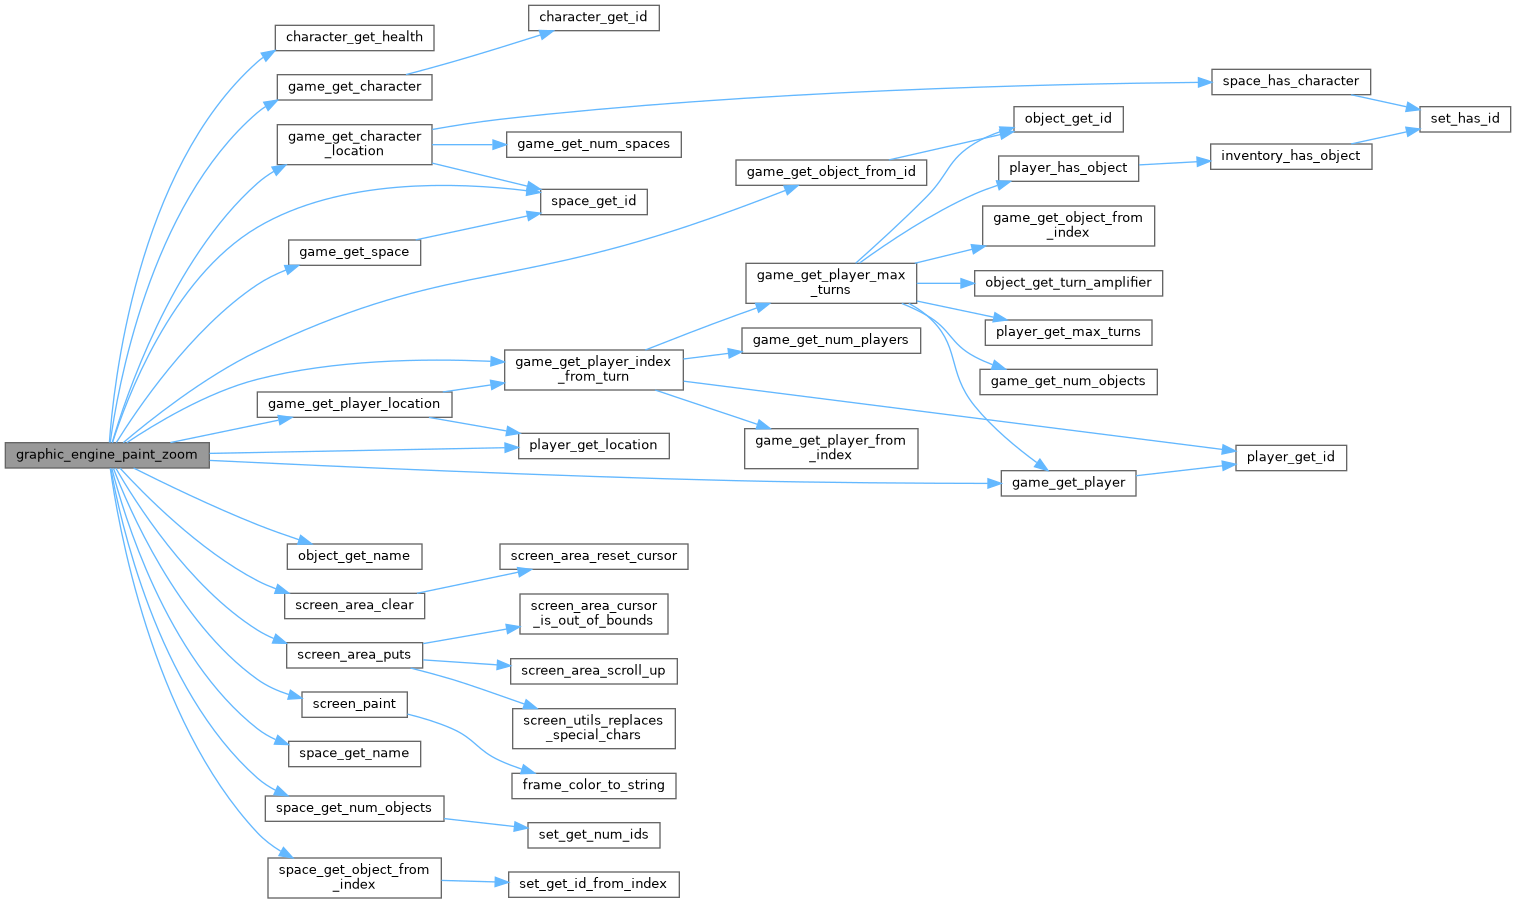 graphic_engine_paint_zoom
character_get_health
game_get_character
game_get_character
_location
game_get_space
game_get_player_location
object_get_name
screen_area_clear
screen_area_puts
screen_paint
space_get_name
space_get_num_objects
space_get_object_from
_index
character_get_id
game_get_num_spaces
space_get_id
game_get_player_index
_from_turn
player_get_location
screen_area_reset_cursor
screen_area_cursor
_is_out_of_bounds
screen_area_scroll_up
screen_utils_replaces
_special_chars
frame_color_to_string
set_get_num_ids
set_get_id_from_index
game_get_object_from_id
game_get_player_max
_turns
game_get_num_players
game_get_player_from
_index
object_get_id
player_has_object
game_get_object_from
_index
object_get_turn_amplifier
player_get_max_turns
game_get_num_objects
game_get_player
space_has_character
inventory_has_object
player_get_id
set_has_id